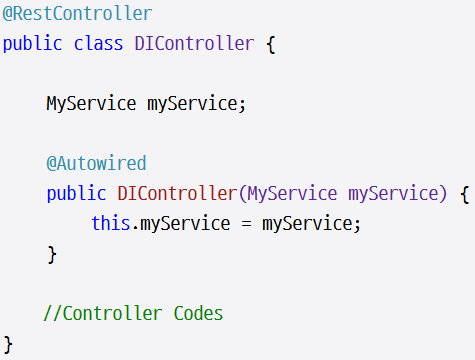 @RestController
public class DIController {
MyService myService;
@Autowired
public DIController(MyService myService) {
this.myService = myService;
}
//Controller Codes
}